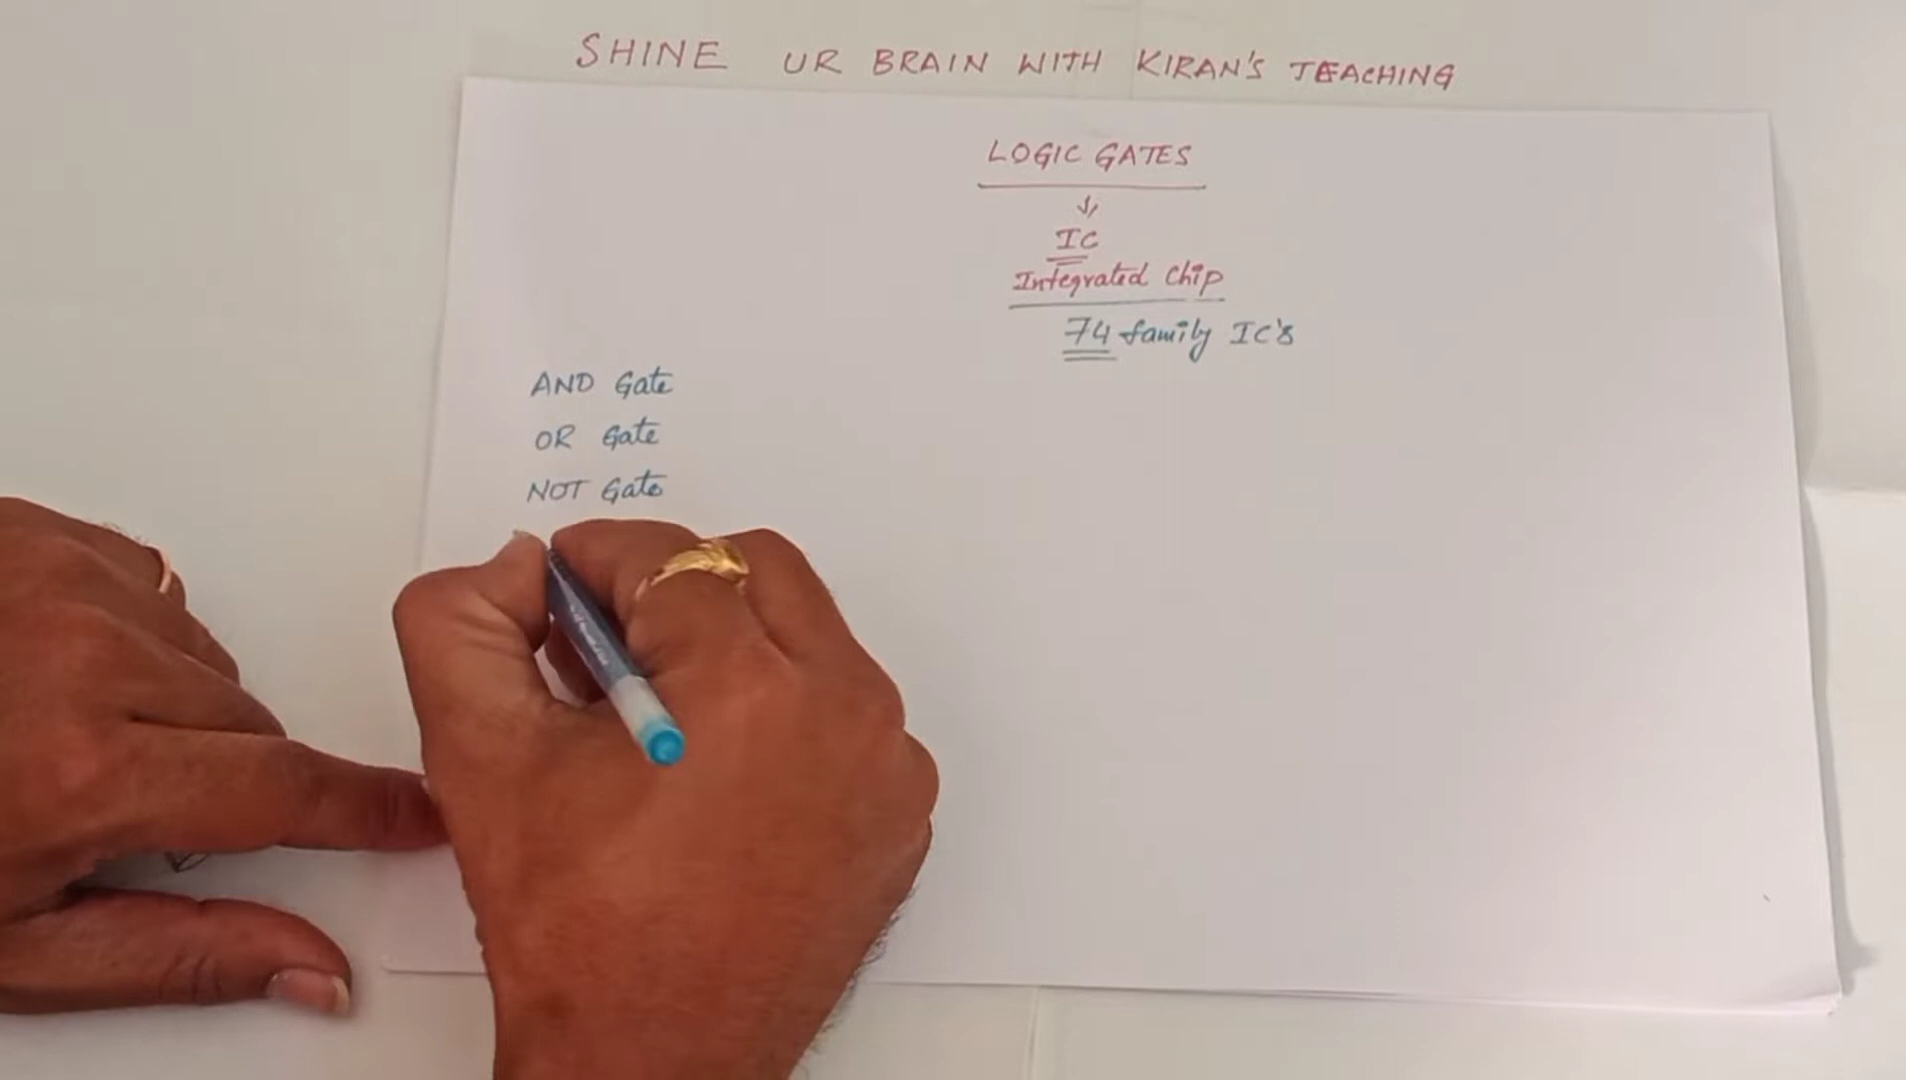 SHINE UR BRAIN WITH KIRAN'S TEACHING
LOGIC GATES
IC
Integrated Chip
74 family IC's
AND Gate
OR Gate
NOT Gate